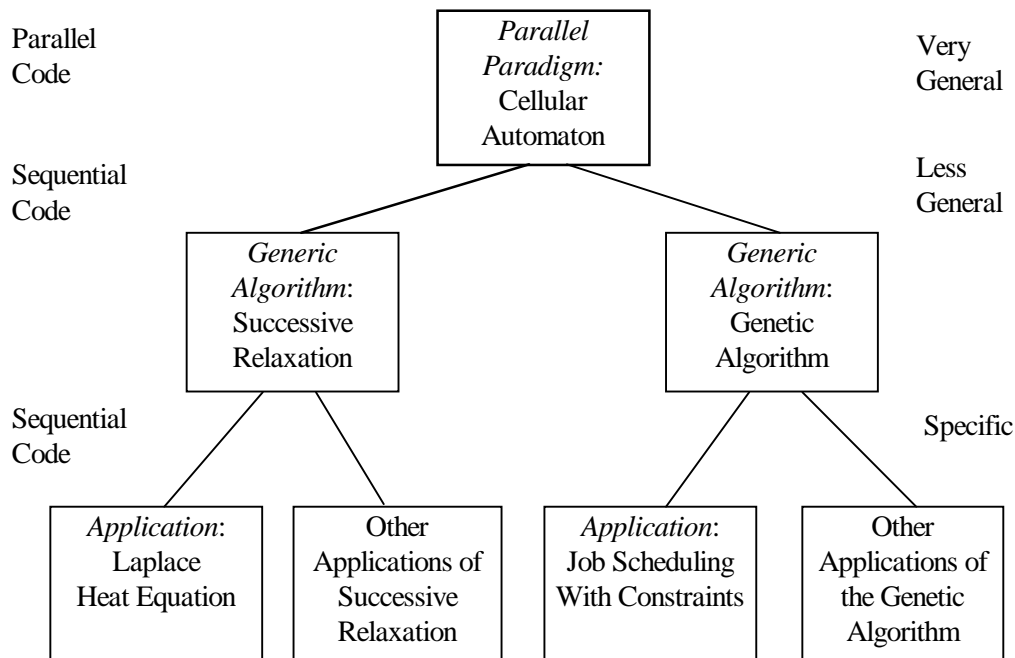 Parallel
Code
Parallel
Paradigm:
Cellular
Automaton
Very
General
Sequential
Code
Less
General
Generic
Algorithm:
Successive
Relaxation
Generic
Algorithm:
Genetic
Algorithm
Sequential
Code
Specific
Application:
Laplace
Heat Equation
Other
Applications of
Successive
Relaxation
Application:
Job Scheduling
With Constraints
Other
Applications of
the Genetic
Algorithm